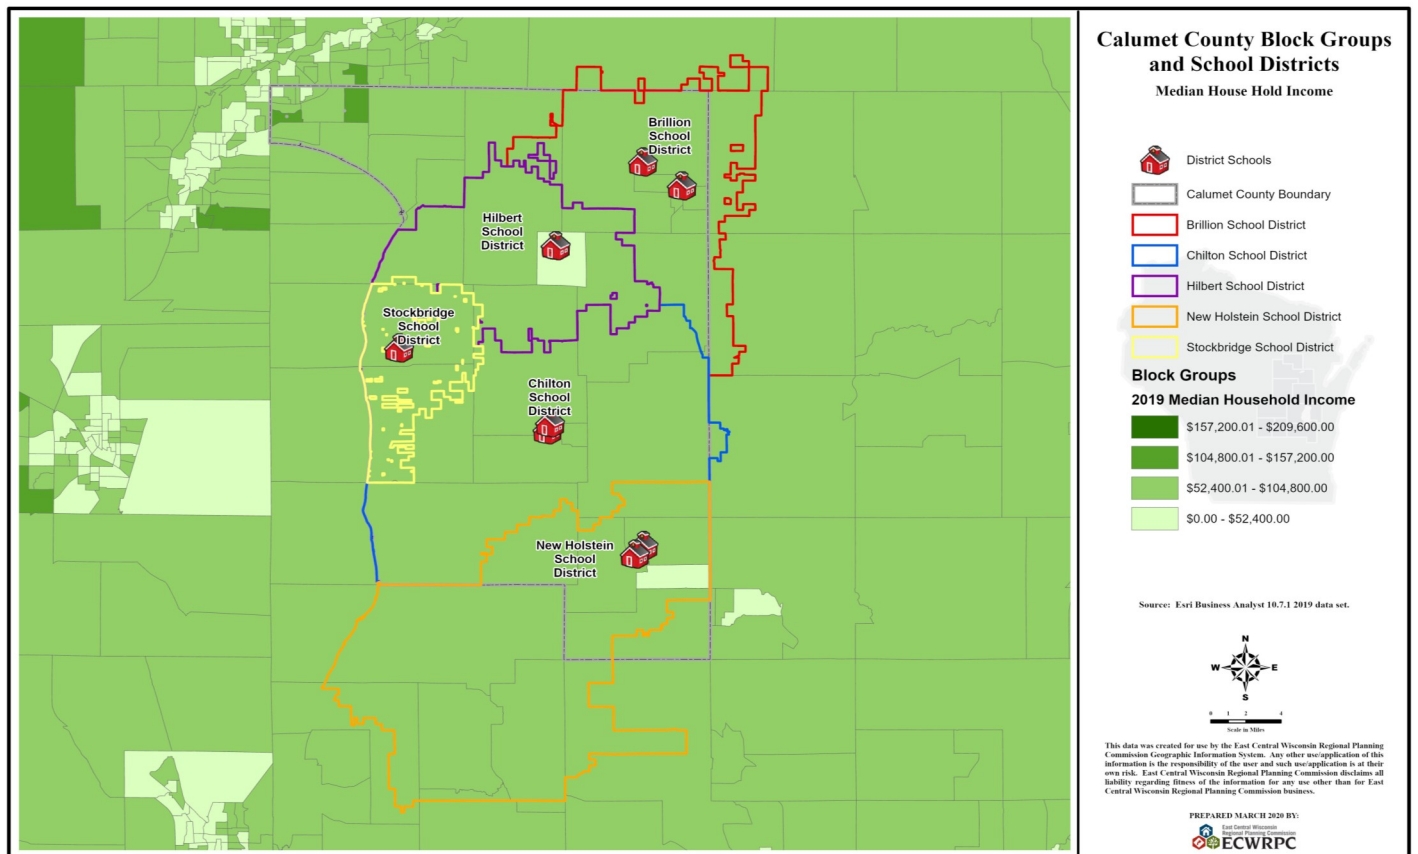 Calumet County Block Groups
and School Districts
Median House Hold Income
District Schools
Calumet County Boundary
Brillion School District
Chilton School District
Hilbert School District
New Holstein School District
Stockbridge School District
Block Groups
2019 Median Household Income
$157,200.01 - $209,600.00
$104,800.01 - $157,200.00
$52,400.01 - $104,800.00
$0.00 - $52,400.00
Source: Esri Business Analyst 10.7.1 2019 data set.
N
W
E
S
0 1 2 4
Scale in Miles
This data was created for use by the East Central Wisconsin Regional Planning
Commission Geographic Information System. Any other use/application of this
information is the responsibility of the user and such use/application is at their
own risk. East Central Wisconsin Regional Planning Commission disclaims all
liability regarding fitness of the information for any use other than for East
Central Wisconsin Regional Planning Commission business.
PREPARED MARCH 2020 BY:
East Central Wisconsin
Regional Planning Commission
ECWRPC
Brillion
School
District
Hilbert
School
District
Stockbridge
School
District
Chilton
School
District
New Holstein
School
District